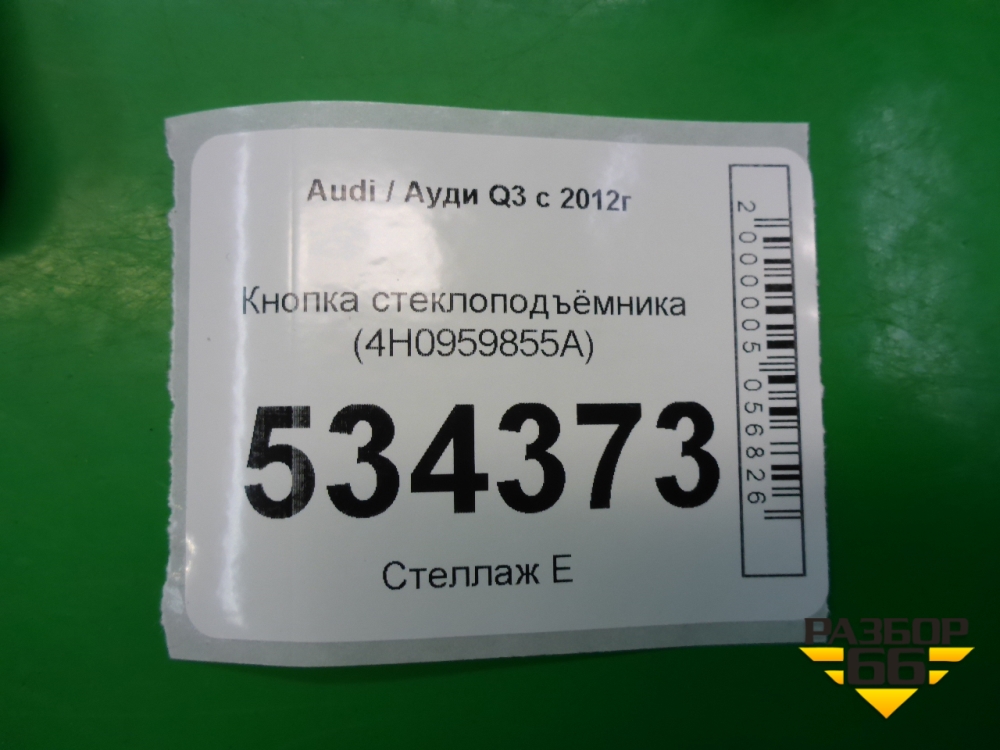 Audi / Ауди Q3 с 2012г
Кнопка стеклоподъёмника
(4H0959855A)
534373
Стеллаж Е
2 000005 056826
РАЗБОР
66